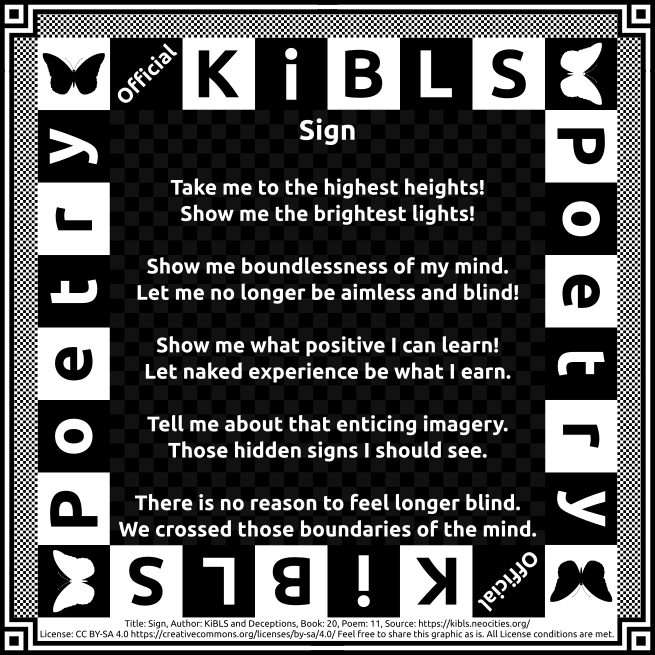 Official KiBLS
Poetry
Poetry
Sign
Take me to the highest heights!
Show me the brightest lights!
Show me boundlessness of my mind.
Let me no longer be aimless and blind!
Show me what positive I can learn!
Let naked experience be what I earn.
Tell me about that enticing imagery.
Those hidden signs I should see.
There is no reason to feel longer blind.
We crossed those boundaries of the mind.
Official KiBLS
Title: Sign, Author: KiBLS and Deceptions, Book: 20, Poem: 11, Source: https://kibls.neocities.org/
License: CC BY-SA 4.0 https://creativecommons.org/licenses/by-sa/4.0/ Feel free to share this graphic as is. All License conditions are met.